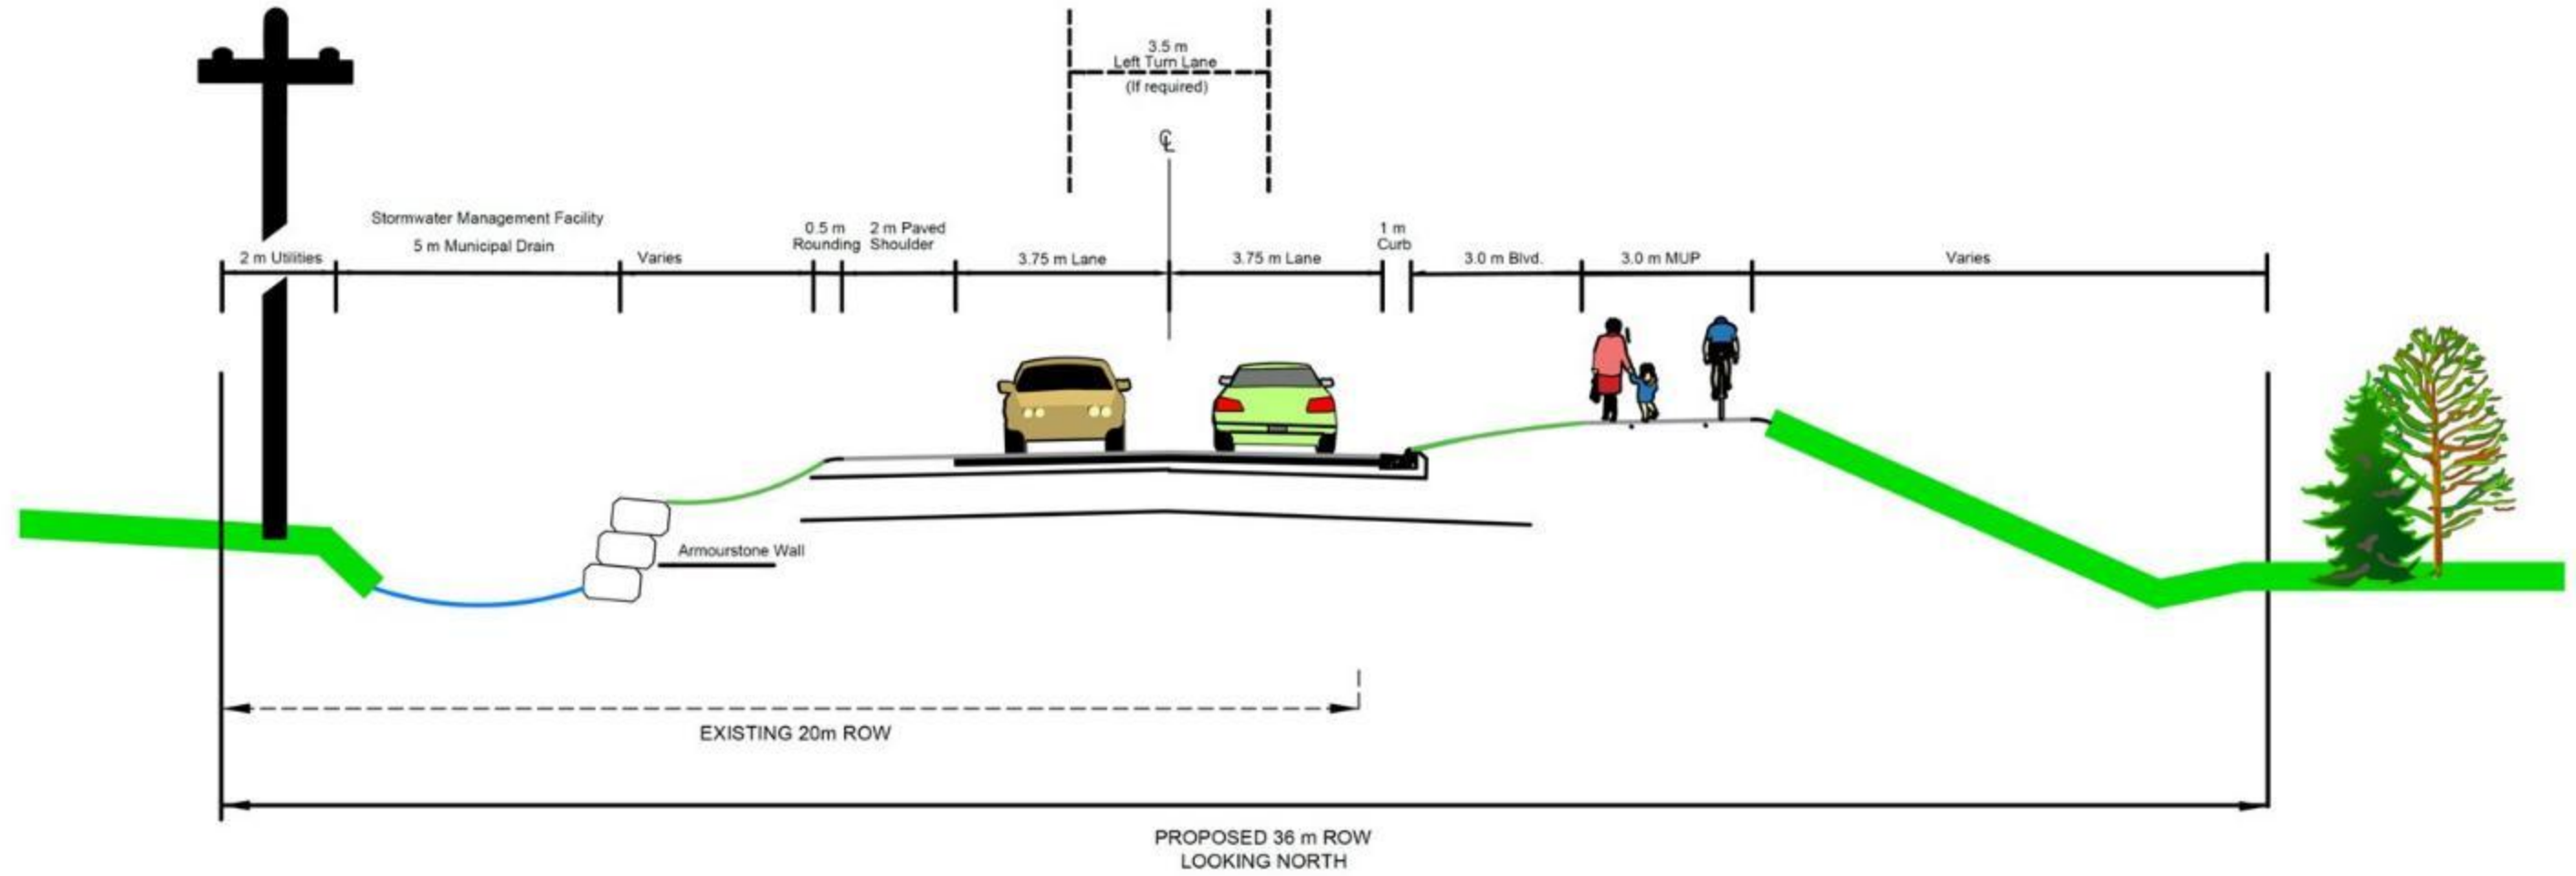 3.5 m
Left Turn Lane
(If required)
℄
Stormwater Management Facility
5 m Municipal Drain
2 m Utilities
Varies
0.5 m
Rounding
2 m Paved
Shoulder
3.75 m Lane
3.75 m Lane
1 m
Curb
3.0 m Blvd.
3.0 m MUP
Varies
Armourstone Wall
EXISTING 20m ROW
PROPOSED 36 m ROW
LOOKING NORTH